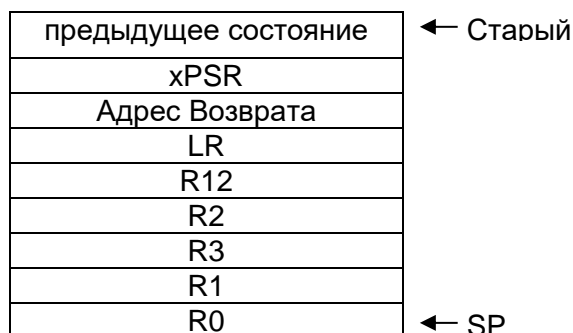 предыдущее состояние
Старый
xPSR
Адрес Возврата
LR
R12
R2
R3
R1
R0
SP